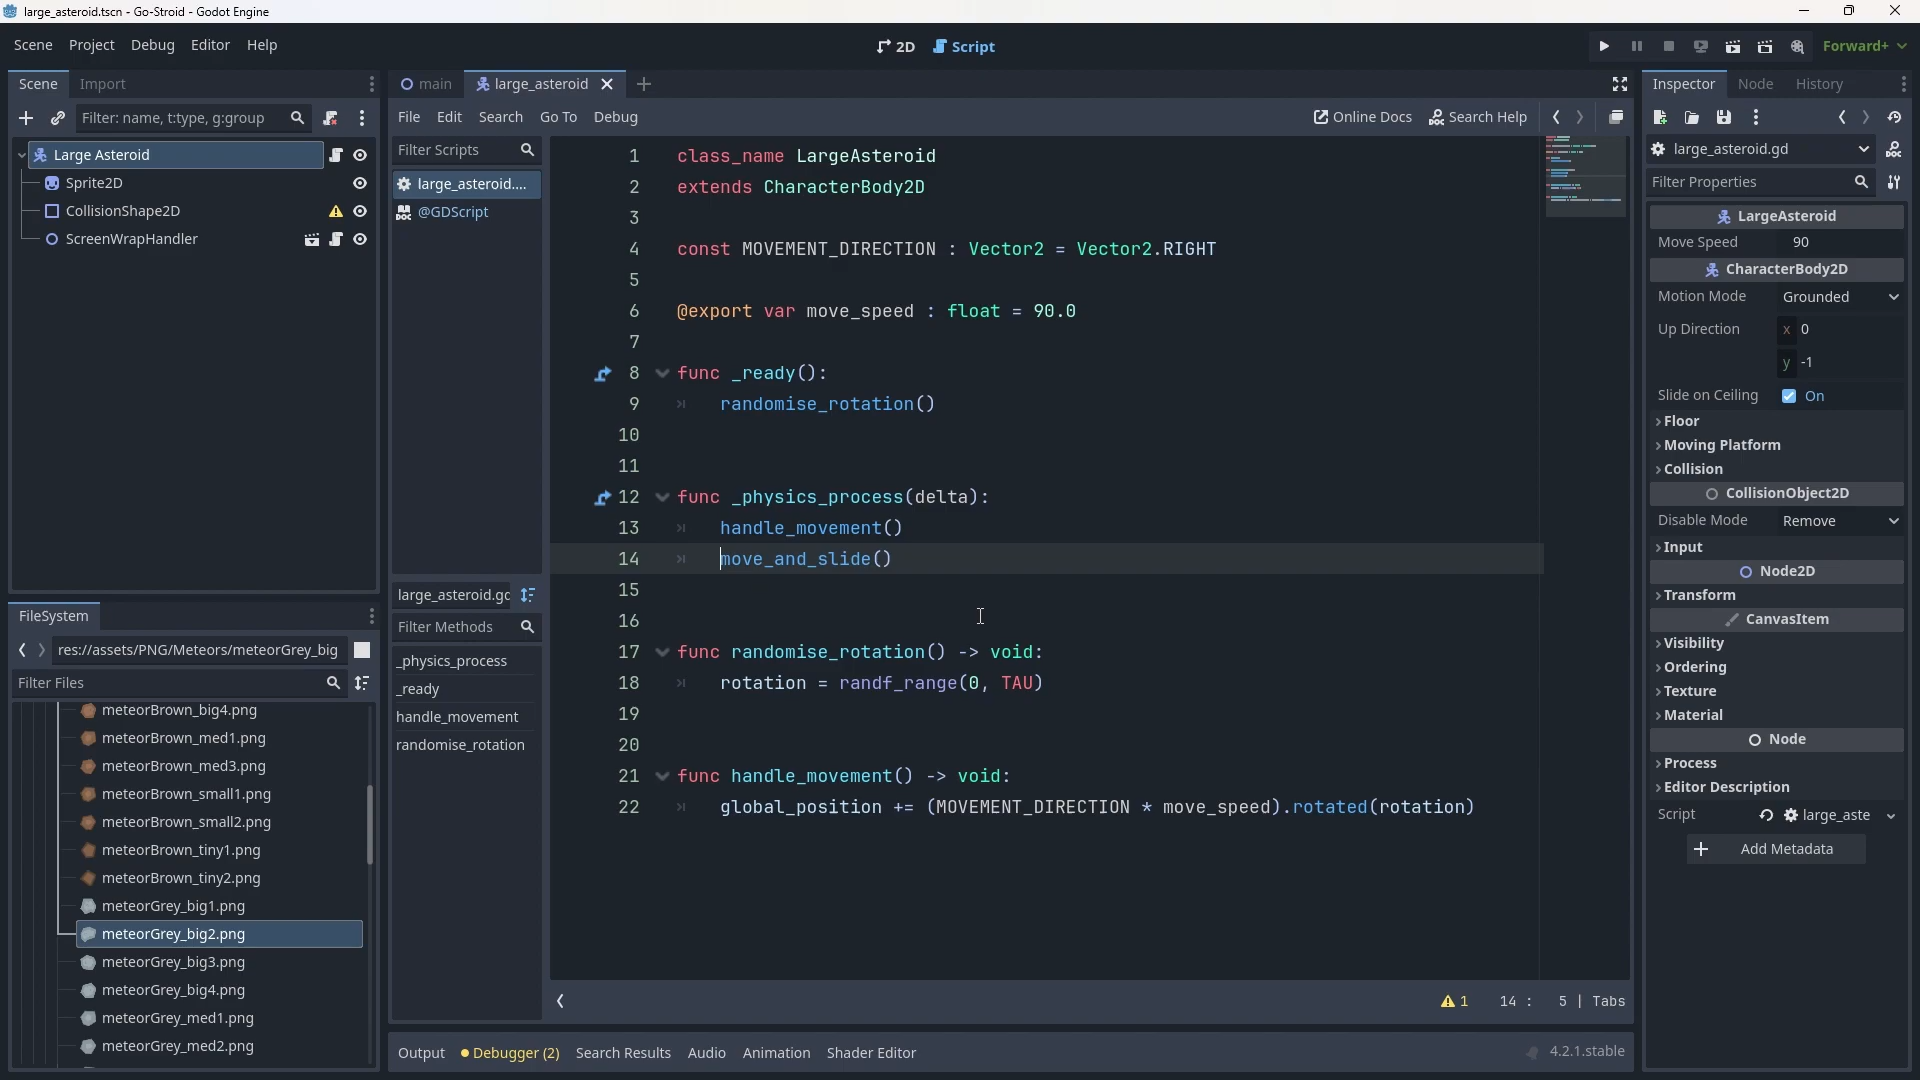 large_asteroid.tscn - Go-Stroid - Godot Engine
Scene Project Debug Editor Help
2D Script
Forward+
Scene Import
Filter: name, t:type, g:group
Large Asteroid
Sprite2D
CollisionShape2D
ScreenWrapHandler
FileSystem
res://assets/PNG/Meteors/meteorGrey_big
Filter Files
meteorBrown_big4.png
meteorBrown_med1.png
meteorBrown_med3.png
meteorBrown_small1.png
meteorBrown_small2.png
meteorBrown_tiny1.png
meteorBrown_tiny2.png
meteorGrey_big1.png
meteorGrey_big2.png
meteorGrey_big3.png
meteorGrey_big4.png
meteorGrey_med1.png
meteorGrey_med2.png
main large_asteroid
File Edit Search Go To Debug
Online Docs Search Help
Filter Scripts
large_asteroid....
@GDScript
large_asteroid.gd
Filter Methods
_physics_process
_ready
handle_movement
randomise_rotation
1 class_name LargeAsteroid
2 extends CharacterBody2D
3
4 const MOVEMENT_DIRECTION : Vector2 = Vector2.RIGHT
5
6 @export var move_speed : float = 90.0
7
8 func _ready():
9 randomise_rotation()
10
11
12 func _physics_process(delta):
13 handle_movement()
14 move_and_slide()
15
16
17 func randomise_rotation() -> void:
18 rotation = randf_range(0, TAU)
19
20
21 func handle_movement() -> void:
22 global_position += (MOVEMENT_DIRECTION * move_speed).rotated(rotation)
1 14 : 5 | Tabs
Output Debugger (2) Search Results Audio Animation Shader Editor
4.2.1.stable
Inspector Node History
large_asteroid.gd
Filter Properties
LargeAsteroid
Move Speed 90
CharacterBody2D
Motion Mode Grounded
Up Direction x 0
y -1
Slide on Ceiling On
Floor
Moving Platform
Collision
CollisionObject2D
Disable Mode Remove
Input
Node2D
Transform
CanvasItem
Visibility
Ordering
Texture
Material
Node
Process
Editor Description
Script large_aste
Add Metadata